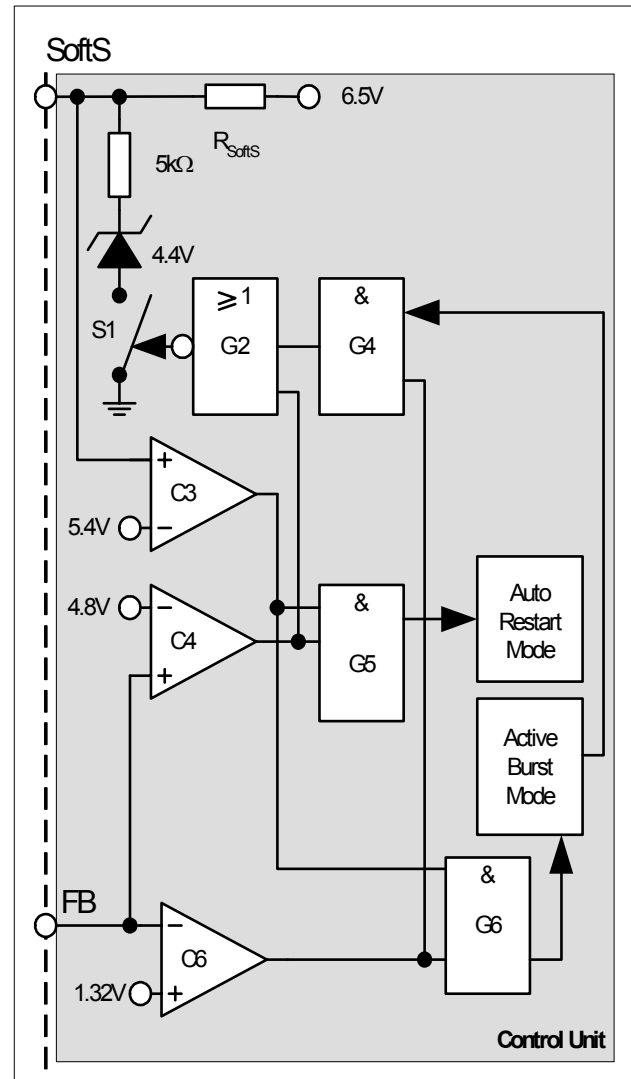 SoftS
6.5V
R SoftS
5kΩ
4.4V
S1
≥ 1
G2
&
G4
+
C3
5.4V
−
4.8V
−
C4
+
&
G5
Auto
Restart
Mode
Active
Burst
Mode
FB
−
C6
1.32V
+
&
G6
Control Unit